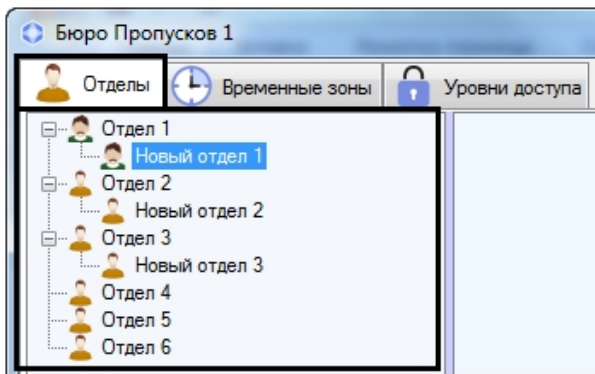 Бюро Пропусков 1
Отделы Временные зоны Уровни доступа
Отдел 1
Новый отдел 1
Отдел 2
Новый отдел 2
Отдел 3
Новый отдел 3
Отдел 4
Отдел 5
Отдел 6